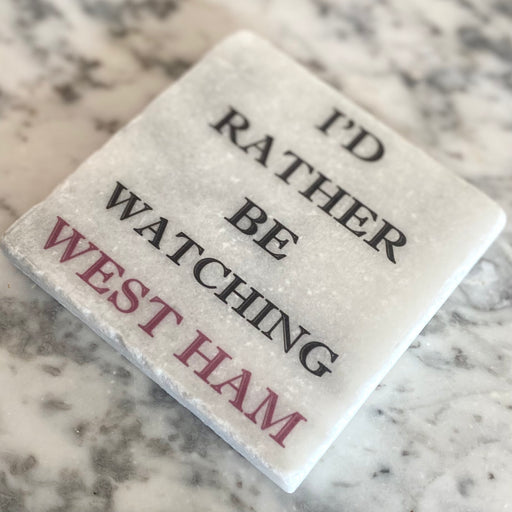 I'D
RATHER
BE
WATCHING
WEST HAM